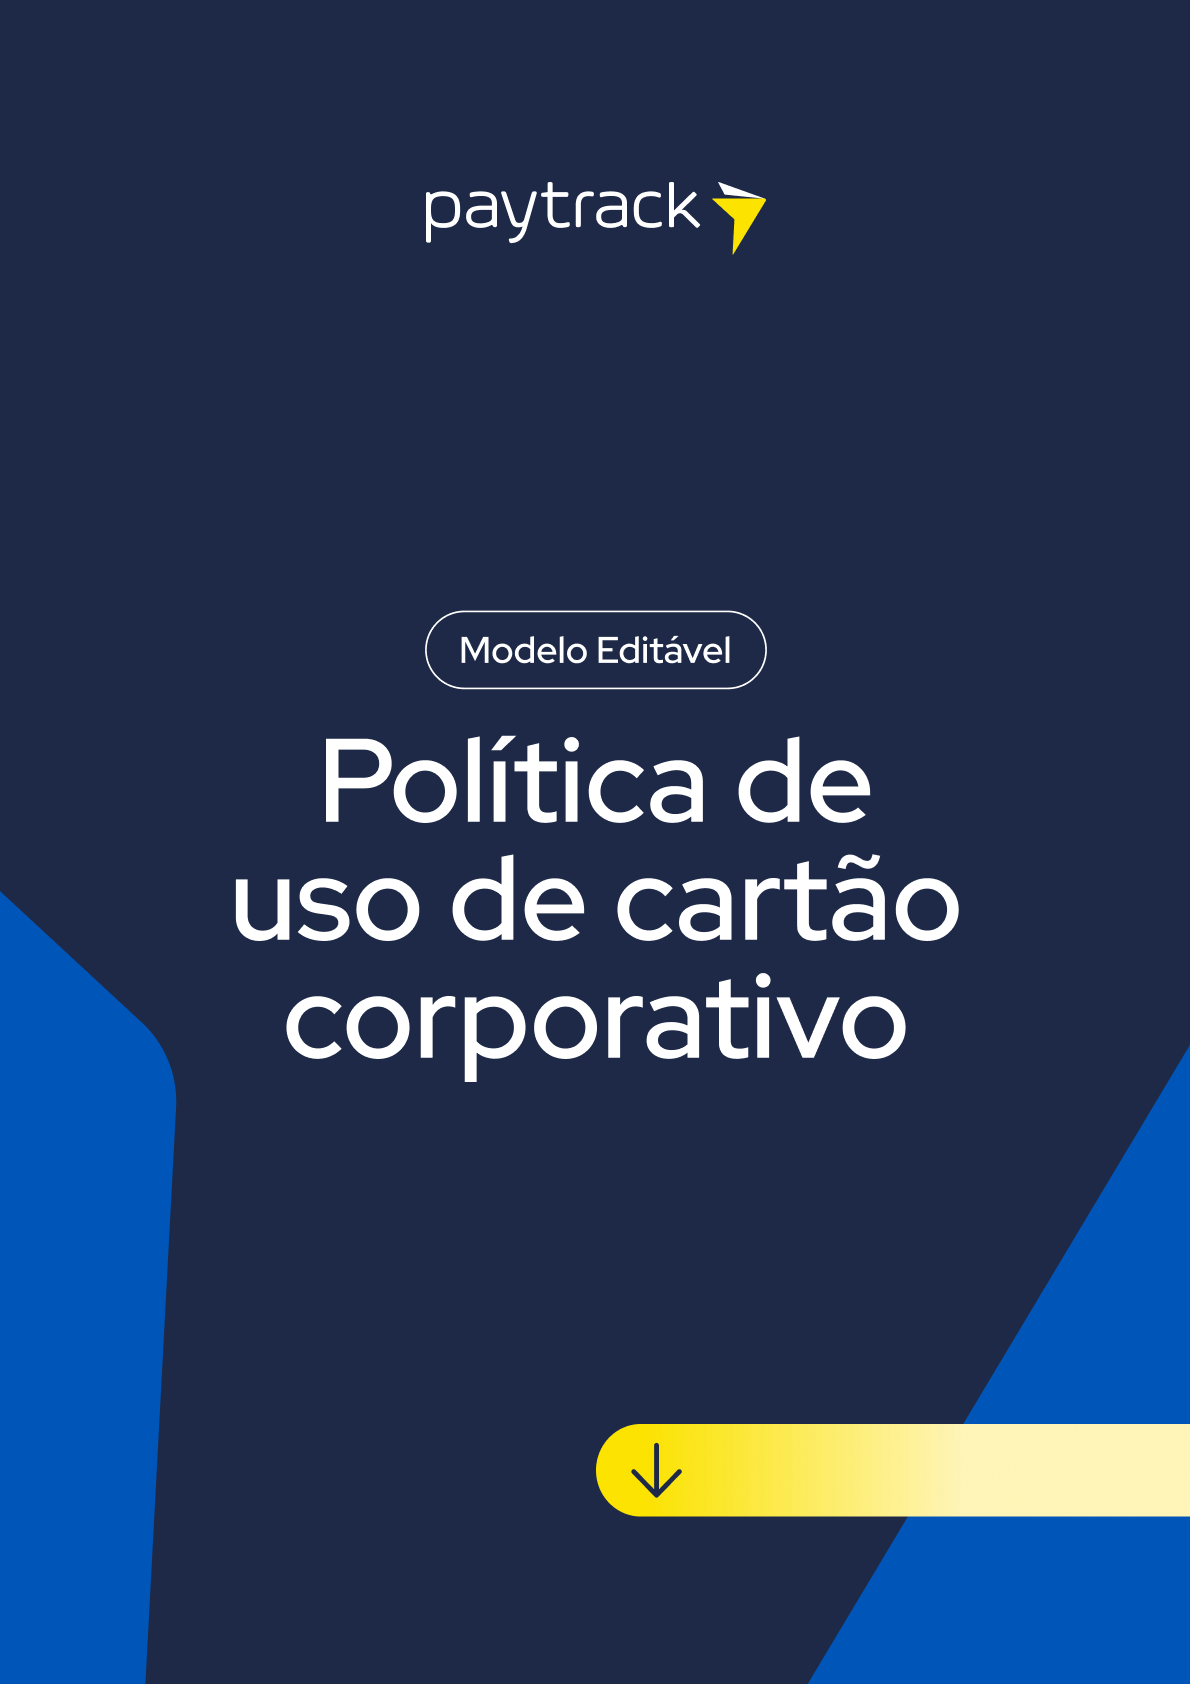 paytrack
Modelo Editável
Política de
uso de cartão
corporativo